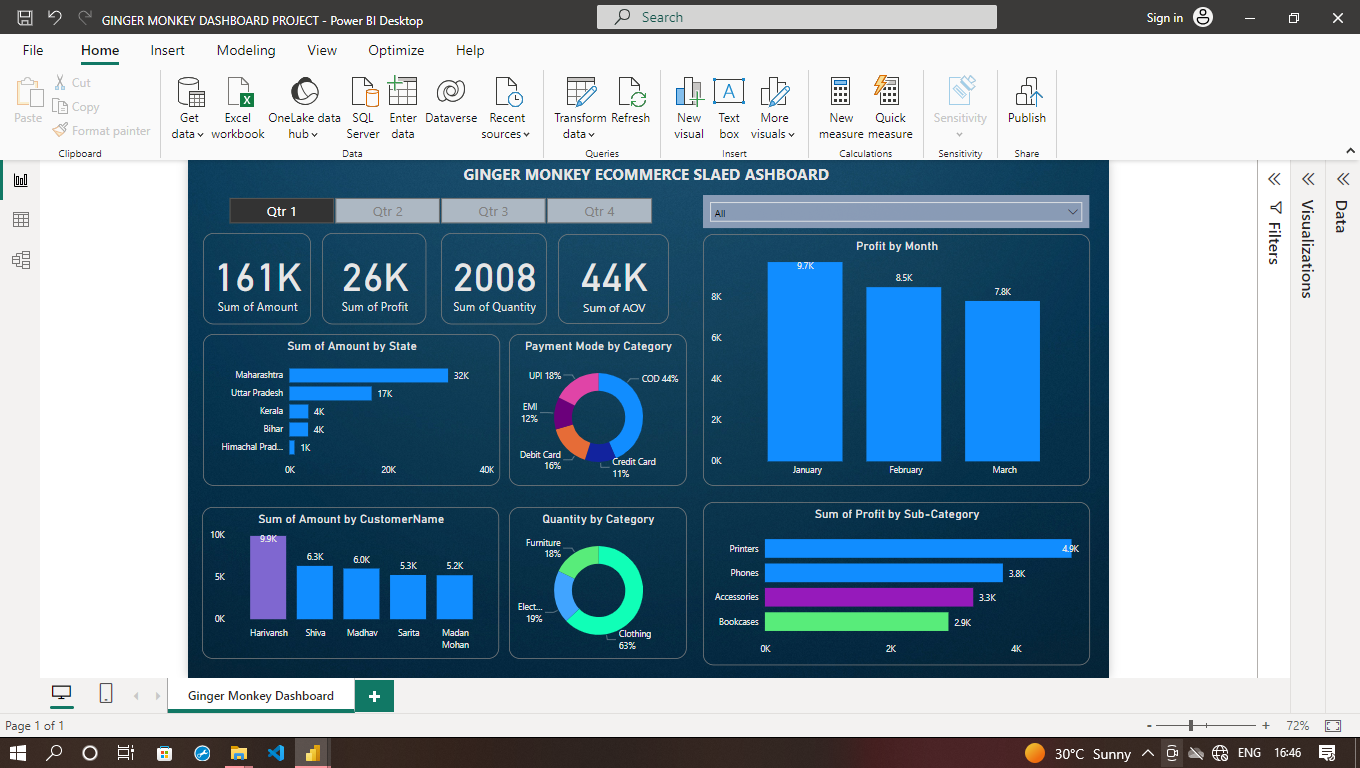 GINGER MONKEY DASHBOARD PROJECT - Power BI Desktop
Search
Sign in
File Home Insert Modeling View Optimize Help
Paste
Cut
Copy
Format painter
Clipboard
Get data
Excel workbook
OneLake data hub
SQL Server
Enter data
Dataverse
Recent sources
Data
Transform data
Refresh
Queries
New visual
Text box
More visuals
Insert
New measure
Quick measure
Calculations
Sensitivity
Sensitivity
Publish
Share
GINGER MONKEY ECOMMERCE SLAED ASHBOARD
Qtr 1 Qtr 2 Qtr 3 Qtr 4
All
161K
Sum of Amount
26K
Sum of Profit
2008
Sum of Quantity
44K
Sum of AOV
Profit by Month
8K
6K
4K
2K
0K
9.7K
8.5K
7.8K
January February March
Sum of Amount by State
Maharashtra 32K
Uttar Pradesh 17K
Kerala 4K
Bihar 4K
Himachal Prad... 1K
0K 20K 40K
Payment Mode by Category
UPI 18%
COD 44%
EMI
12%
Debit Card
16%
Credit Card
11%
Sum of Amount by CustomerName
10K
5K
0K
9.9K
6.3K
6.0K
5.3K
5.2K
Harivansh Shiva Madhav Sarita Madan
Mohan
Quantity by Category
Furniture
18%
Elect...
19%
Clothing
63%
Sum of Profit by Sub-Category
Printers 4.9K
Phones 3.8K
Accessories 3.3K
Bookcases 2.9K
0K 2K 4K
Filters
Visualizations
Data
Ginger Monkey Dashboard
+
Page 1 of 1
- + 72%
30°C Sunny
ENG
16:46